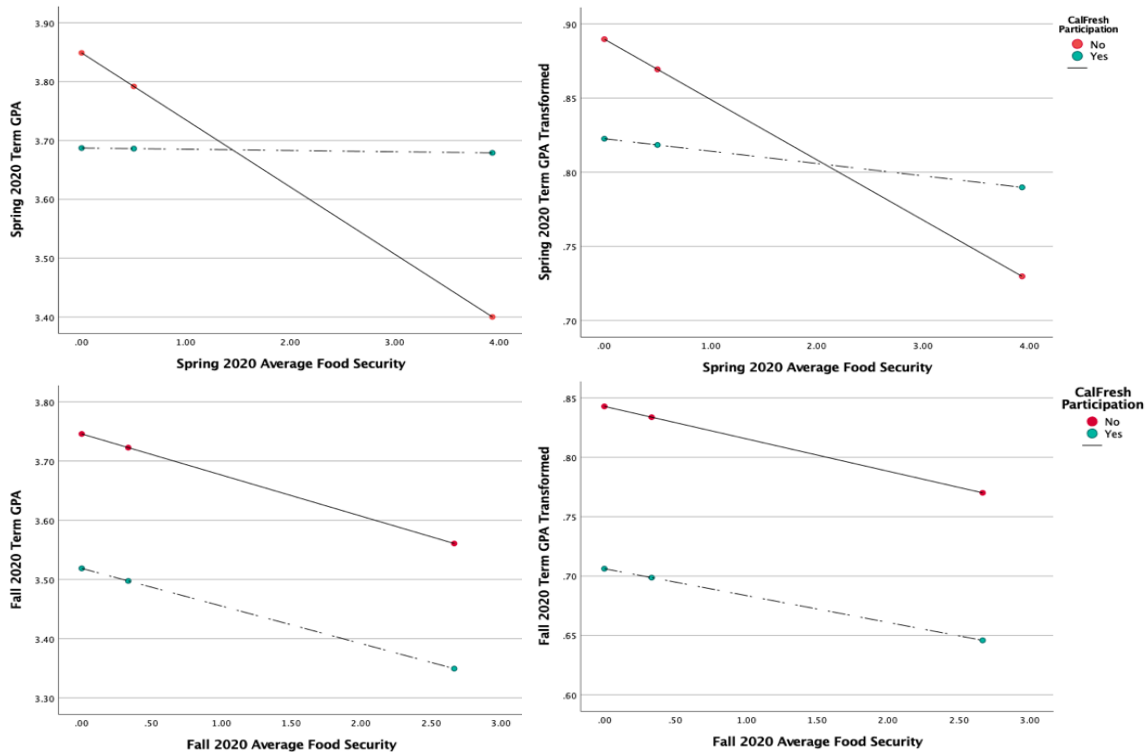 Spring 2020 Term GPA
3.90
3.80
3.70
3.60
3.50
3.40
.00 1.00 2.00 3.00 4.00
Spring 2020 Average Food Security
Spring 2020 Term GPA Transformed
.90
.85
.80
.75
.70
.00 1.00 2.00 3.00 4.00
Spring 2020 Average Food Security
CalFresh
Participation
No
Yes
Fall 2020 Term GPA
3.80
3.70
3.60
3.50
3.40
3.30
.00 .50 1.00 1.50 2.00 2.50 3.00
Fall 2020 Average Food Security
Fall 2020 Term GPA Transformed
.85
.80
.75
.70
.65
.60
.00 .50 1.00 1.50 2.00 2.50 3.00
Fall 2020 Average Food Security
CalFresh
Participation
No
Yes